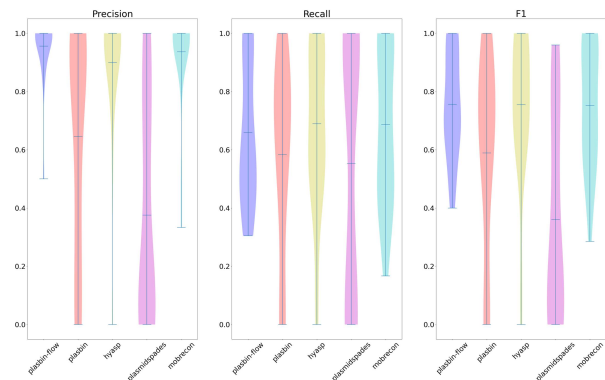 Precision
Recall
F1
1.0
0.8
0.6
0.4
0.2
0.0
1.0
0.8
0.6
0.4
0.2
0.0
1.0
0.8
0.6
0.4
0.2
0.0
plasbin-flow
plasbin
hyasp
plasmidspades
mobrecon
plasbin-flow
plasbin
hyasp
plasmidspades
mobrecon
plasbin-flow
plasbin
hyasp
plasmidspades
mobrecon